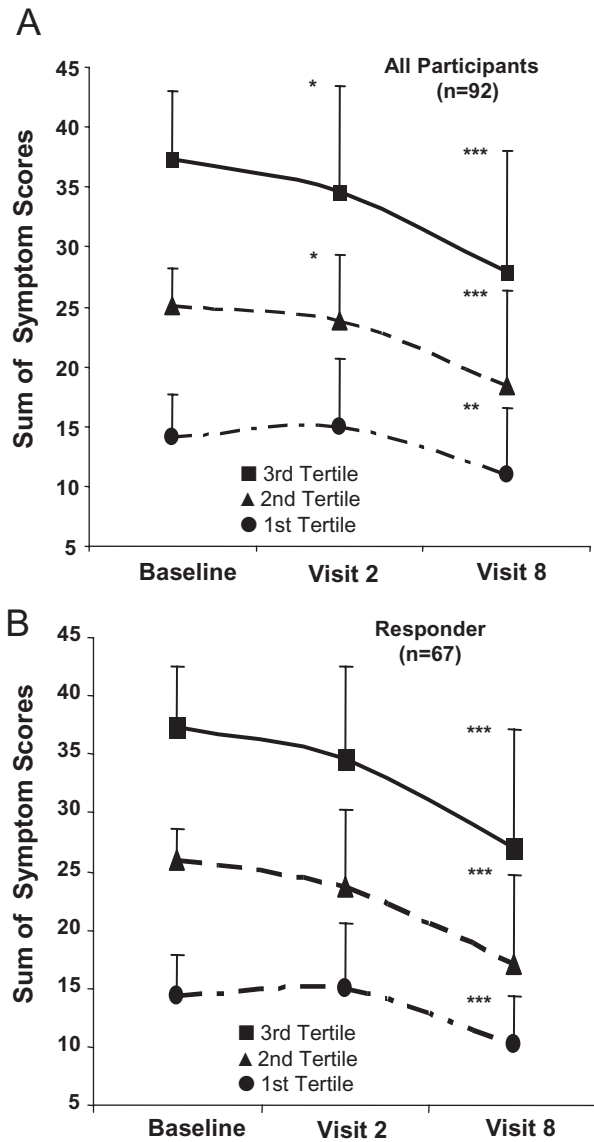 A
All Participants
(n=92)
Sum of Symptom Scores
45
40
35
30
25
20
15
10
5
*
***
*
***
**
3rd Tertile
2nd Tertile
1st Tertile
Baseline
Visit 2
Visit 8
B
Responder
(n=67)
Sum of Symptom Scores
45
40
35
30
25
20
15
10
5
***
***
***
3rd Tertile
2nd Tertile
1st Tertile
Baseline
Visit 2
Visit 8